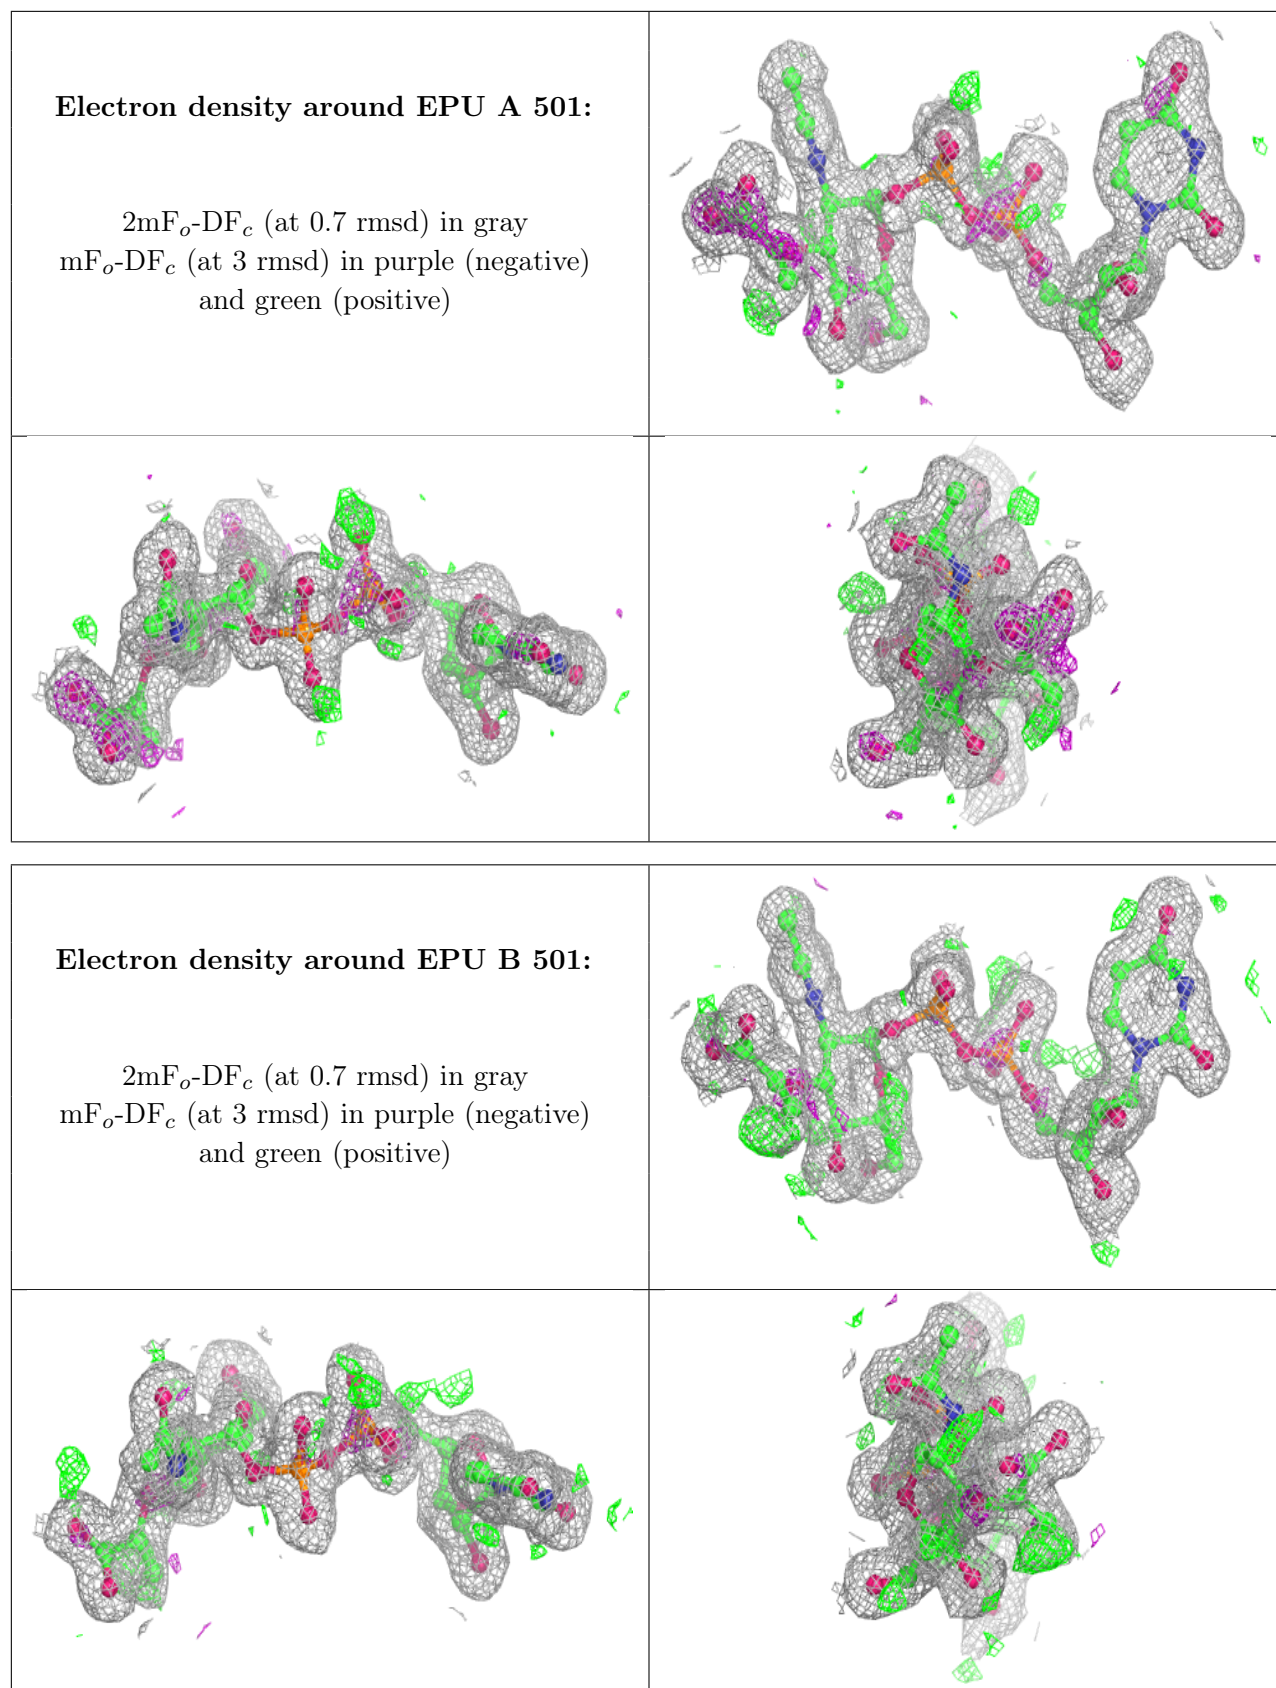 Electron density around EPU A 501:
2mFo-DFc (at 0.7 rmsd) in gray
mFo-DFc (at 3 rmsd) in purple (negative)
and green (positive)
Electron density around EPU B 501:
2mFo-DFc (at 0.7 rmsd) in gray
mFo-DFc (at 3 rmsd) in purple (negative)
and green (positive)